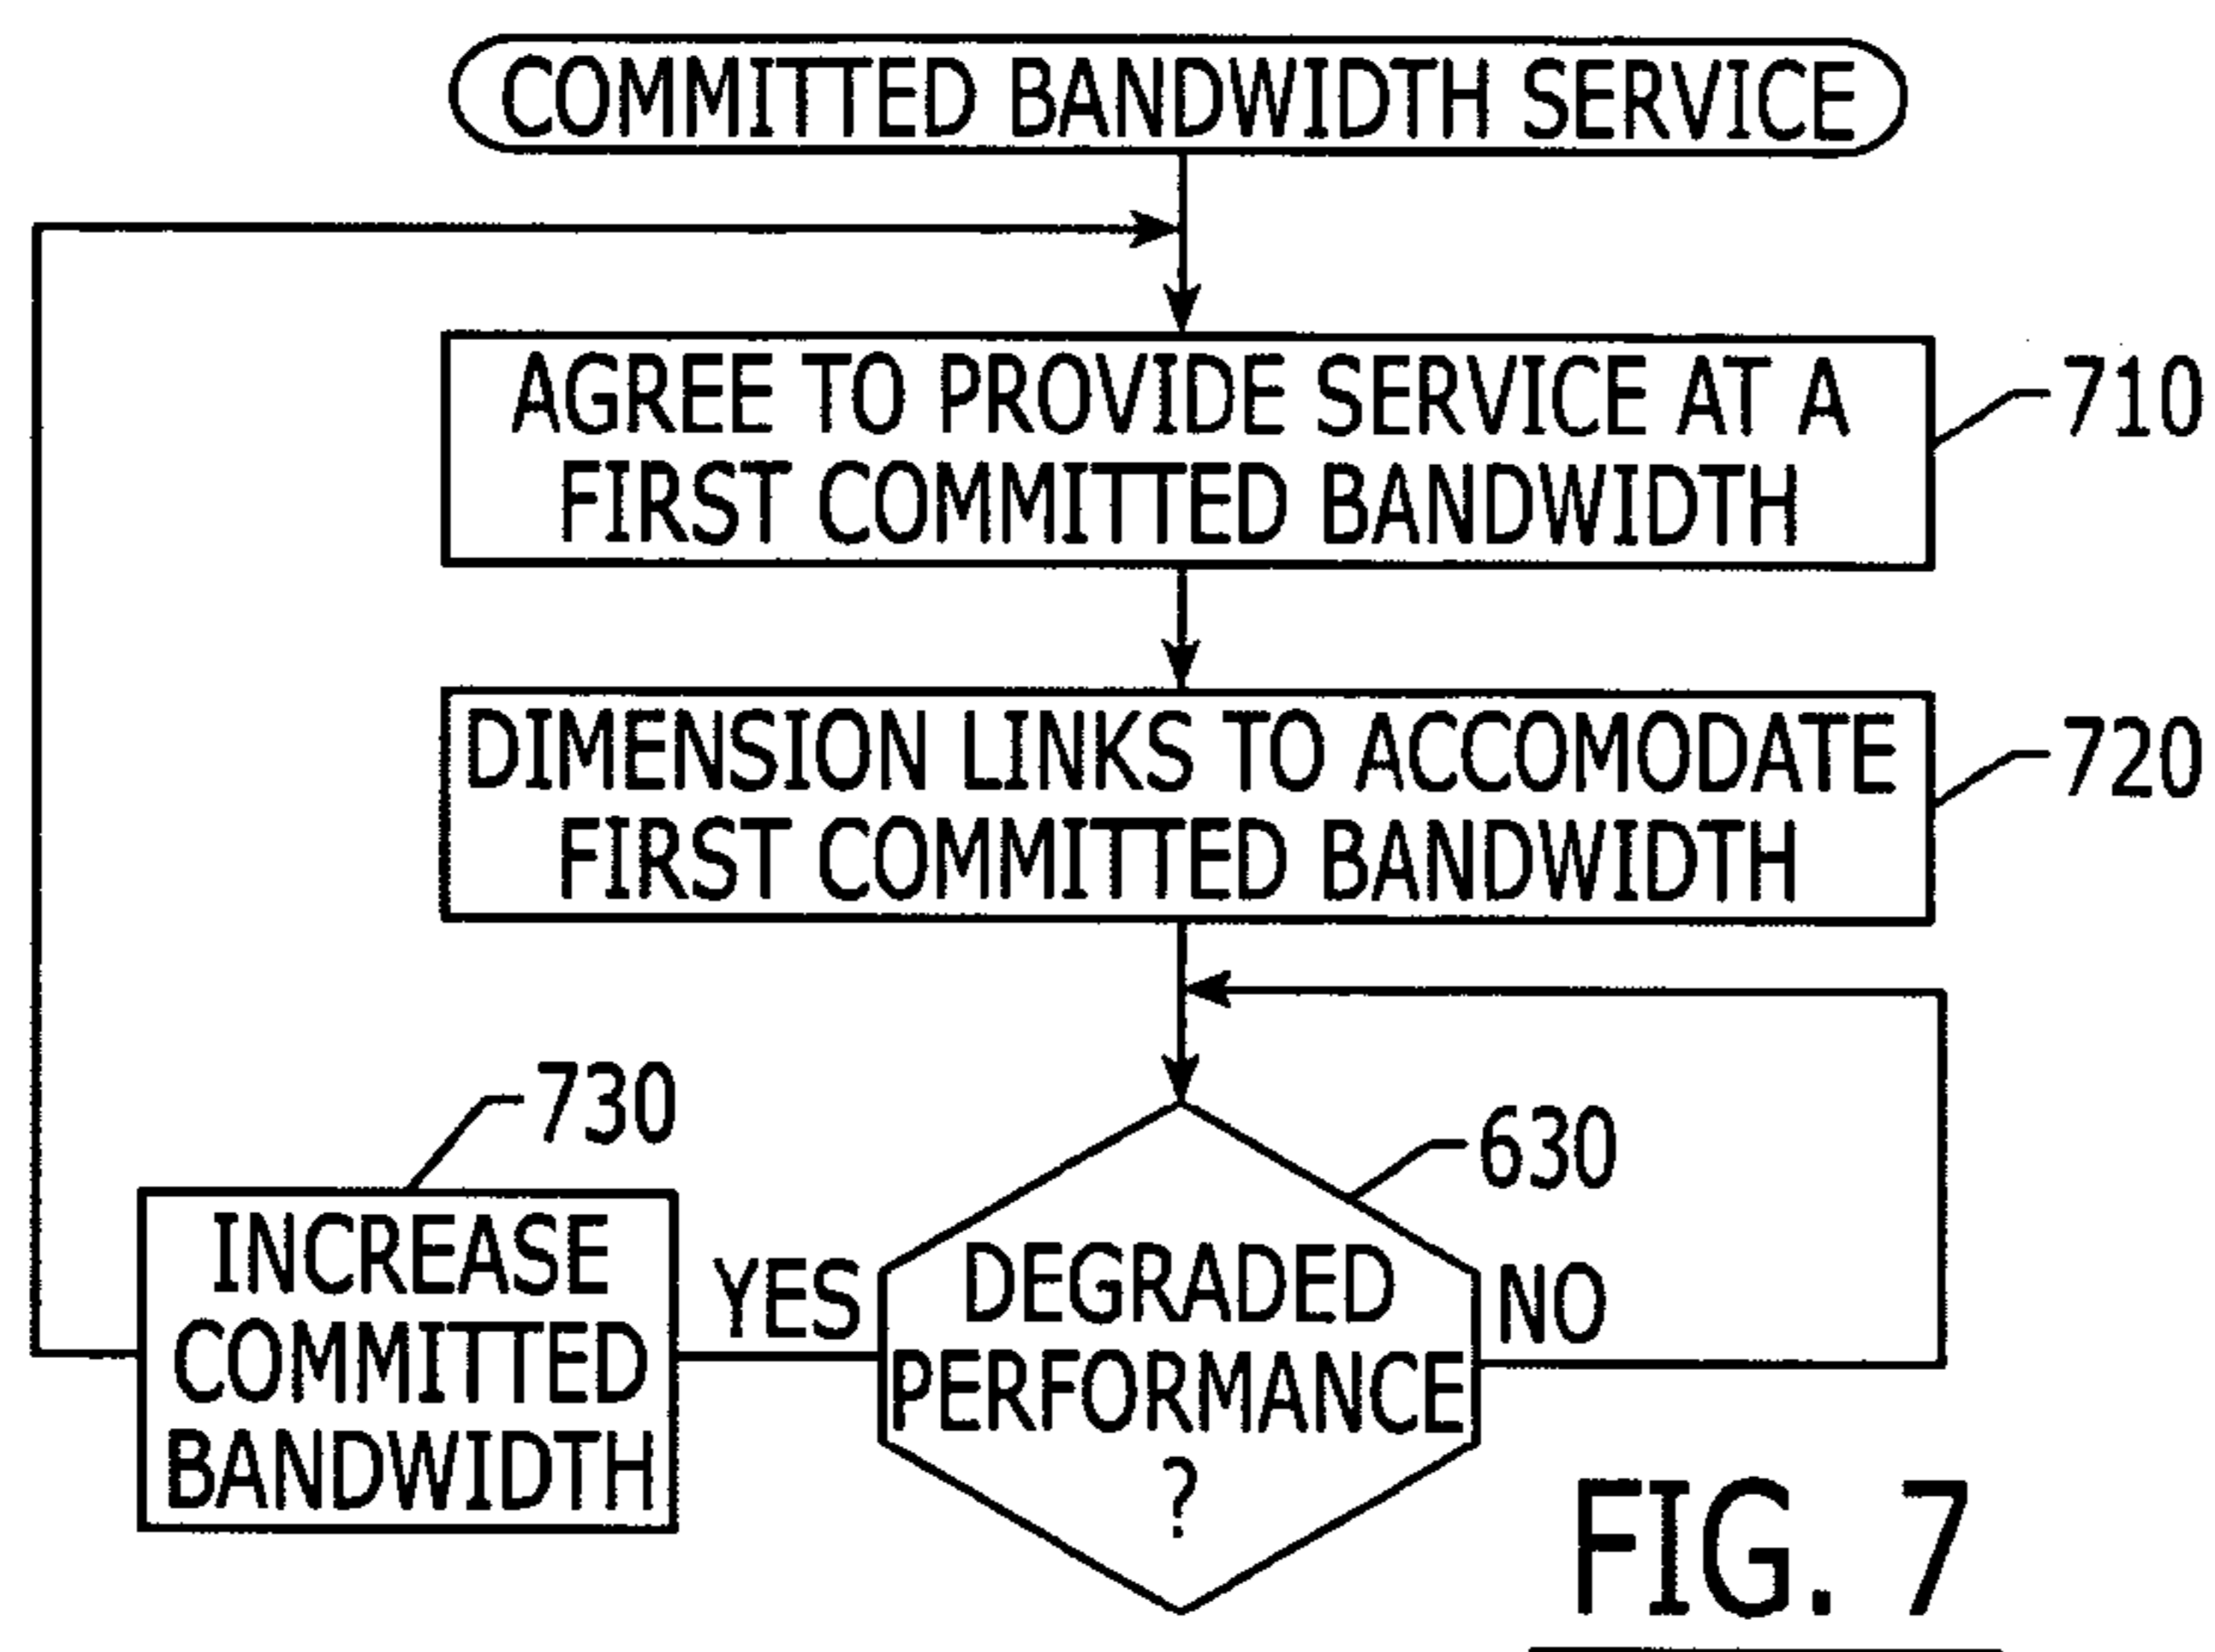 COMMITTED BANDWIDTH SERVICE
AGREE TO PROVIDE SERVICE AT A
FIRST COMMITTED BANDWIDTH
710
DIMENSION LINKS TO ACCOMODATE
FIRST COMMITTED BANDWIDTH
720
730
INCREASE
COMMITTED
BANDWIDTH
YES
630
DEGRADED
PERFORMANCE
?
NO
FIG. 7